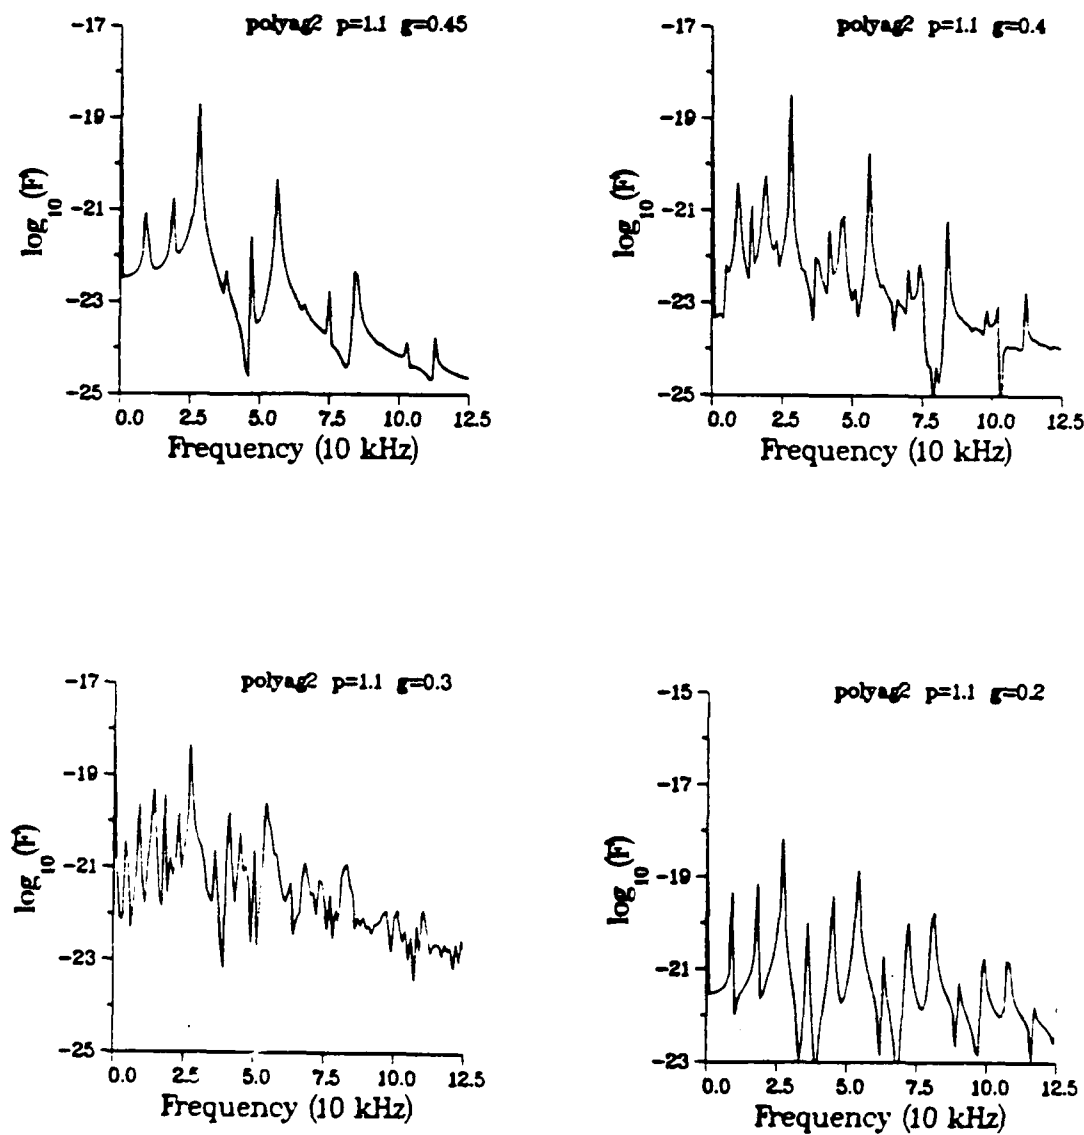 polyag2 p=1.1 g=0.45
-17
-19
-21
-23
-25
log10(F)
0.0 2.5 5.0 7.5 10.0 12.5
Frequency (10 kHz)
polyag2 p=1.1 g=0.4
-17
-19
-21
-23
-25
log10(F)
0.0 2.5 5.0 7.5 10.0 12.5
Frequency (10 kHz)
polyag2 p=1.1 g=0.3
-17
-19
-21
-23
-25
log10(F)
0.0 2.5 5.0 7.5 10.0 12.5
Frequency (10 kHz)
polyag2 p=1.1 g=0.2
-15
-17
-19
-21
-23
log10(F)
0.0 2.5 5.0 7.5 10.0 12.5
Frequency (10 kHz)